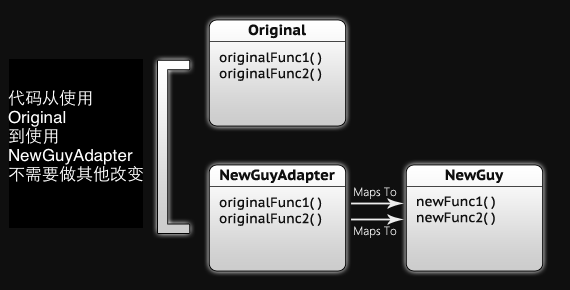 Original
originalFunc1()
originalFunc2()
代码从使用
Original
到使用
NewGuyAdapter
不需要做其他改变
NewGuyAdapter
originalFunc1()
originalFunc2()
Maps To
Maps To
NewGuy
newFunc1()
newFunc2()